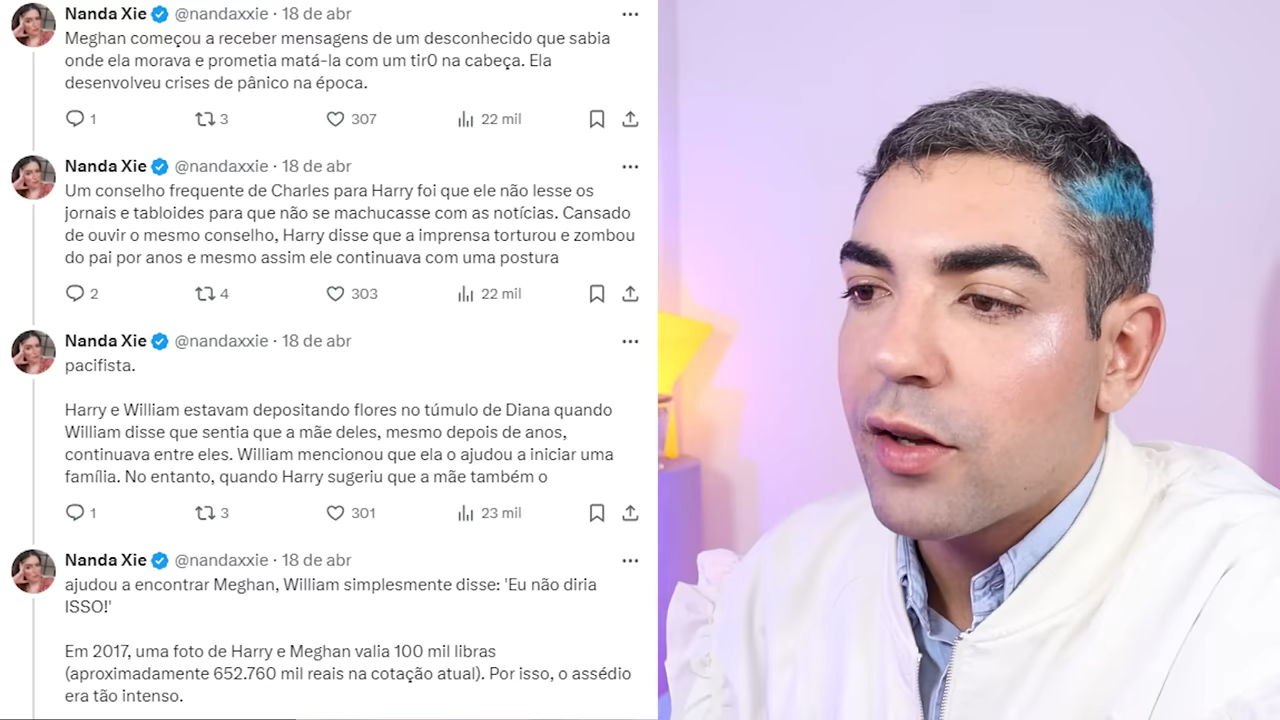 Nanda Xie @nandaxxie · 18 de abr
Meghan começou a receber mensagens de um desconhecido que sabia
onde ela morava e prometia matá-la com um tir0 na cabeça. Ela
desenvolveu crises de pânico na época.
1 3 307 22 mil
Nanda Xie @nandaxxie · 18 de abr
Um conselho frequente de Charles para Harry foi que ele não lesse os
jornais e tabloides para que não se machucasse com as notícias. Cansado
de ouvir o mesmo conselho, Harry disse que a imprensa torturou e zombou
do pai por anos e mesmo assim ele continuava com uma postura
2 4 303 22 mil
Nanda Xie @nandaxxie · 18 de abr
pacifista.
Harry e William estavam depositando flores no túmulo de Diana quando
William disse que sentia que a mãe deles, mesmo depois de anos,
continuava entre eles. William mencionou que ela o ajudou a iniciar uma
família. No entanto, quando Harry sugeriu que a mãe também o
1 3 301 23 mil
Nanda Xie @nandaxxie · 18 de abr
ajudou a encontrar Meghan, William simplesmente disse: 'Eu não diria
ISSO!'
Em 2017, uma foto de Harry e Meghan valia 100 mil libras
(aproximadamente 652.760 mil reais na cotação atual). Por isso, o assédio
era tão intenso.